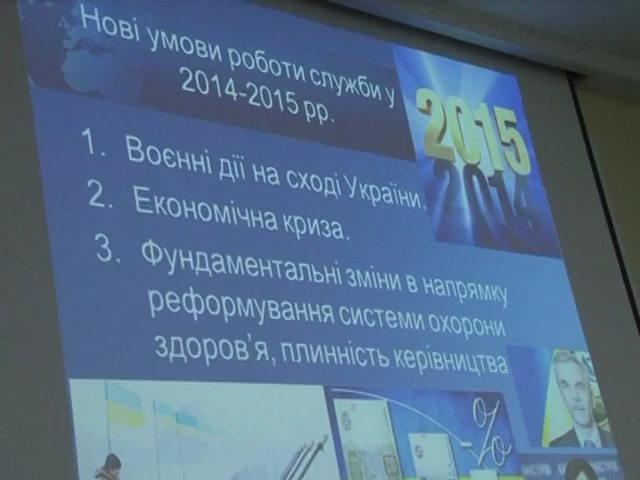 Нові умови роботи служби у
2014-2015 рр.
2015
2014
1. Воєнні дії на сході України.
2. Економічна криза.
3. Фундаментальні зміни в напрямку
реформування системи охорони
здоров'я, плинність керівництва
%